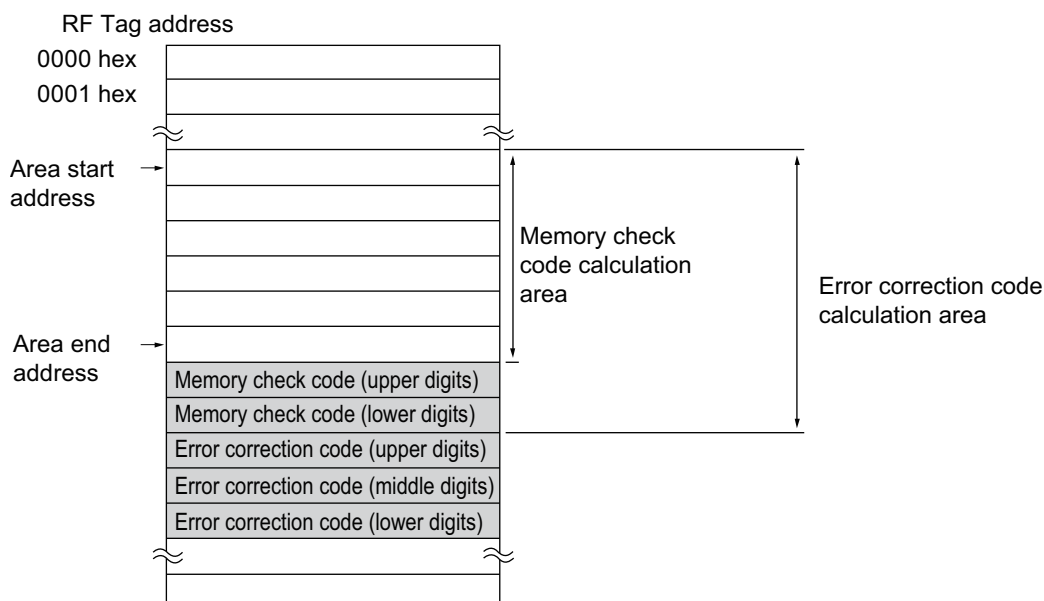 RF Tag address
0000 hex
0001 hex
Area start
address
Memory check
code calculation
area
Error correction code
calculation area
Area end
address
Memory check code (upper digits)
Memory check code (lower digits)
Error correction code (upper digits)
Error correction code (middle digits)
Error correction code (lower digits)